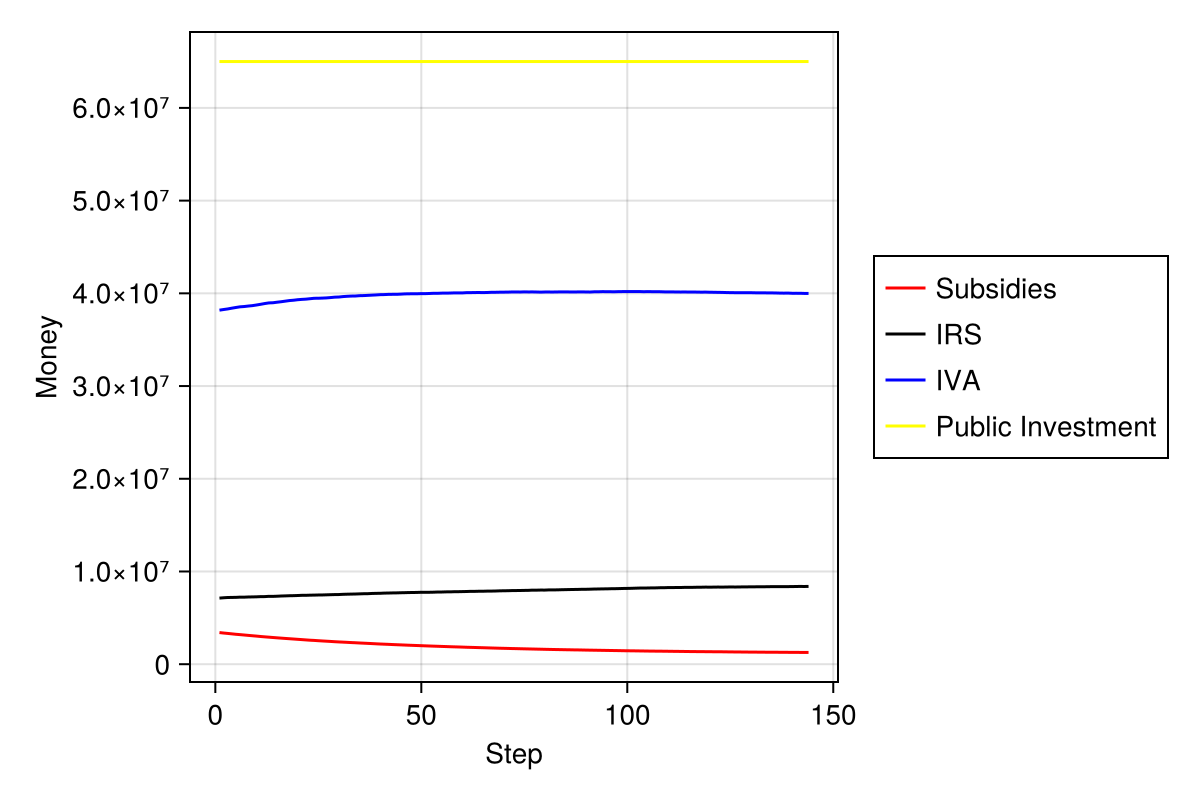 6.0×10⁷
5.0×10⁷
4.0×10⁷
3.0×10⁷
2.0×10⁷
1.0×10⁷
0
Money
0 50 100 150
Step
Subsidies
IRS
IVA
Public Investment